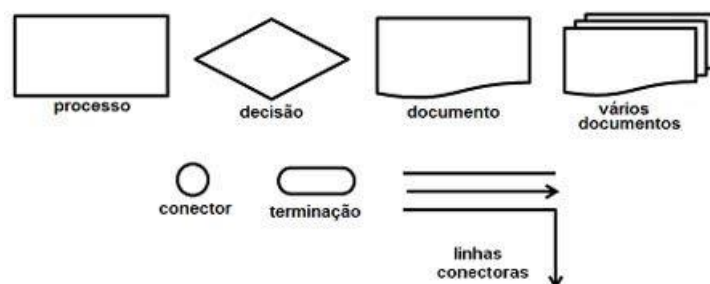 processo
decisão
documento
vários
documentos
conector
terminação
linhas
conectoras